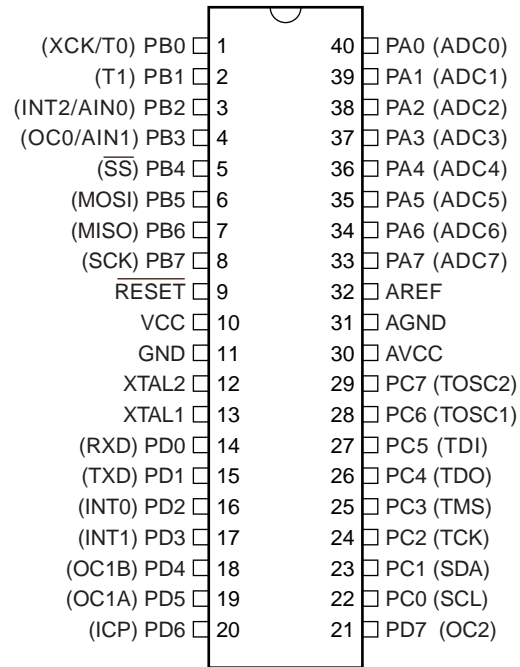 (XCK/T0) PB0 1 40 PA0 (ADC0)
(T1) PB1 2 39 PA1 (ADC1)
(INT2/AIN0) PB2 3 38 PA2 (ADC2)
(OC0/AIN1) PB3 4 37 PA3 (ADC3)
(SS) PB4 5 36 PA4 (ADC4)
(MOSI) PB5 6 35 PA5 (ADC5)
(MISO) PB6 7 34 PA6 (ADC6)
(SCK) PB7 8 33 PA7 (ADC7)
RESET 9 32 AREF
VCC 10 31 AGND
GND 11 30 AVCC
XTAL2 12 29 PC7 (TOSC2)
XTAL1 13 28 PC6 (TOSC1)
(RXD) PD0 14 27 PC5 (TDI)
(TXD) PD1 15 26 PC4 (TDO)
(INT0) PD2 16 25 PC3 (TMS)
(INT1) PD3 17 24 PC2 (TCK)
(OC1B) PD4 18 23 PC1 (SDA)
(OC1A) PD5 19 22 PC0 (SCL)
(ICP) PD6 20 21 PD7 (OC2)